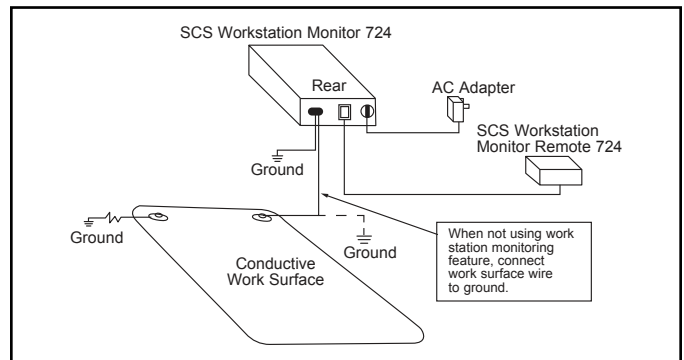 SCS Workstation Monitor 724
Rear
AC Adapter
SCS Workstation
Monitor Remote 724
Ground
Ground
Conductive
Work Surface
Ground
When not using work
station monitoring
feature, connect
work surface wire
to ground.